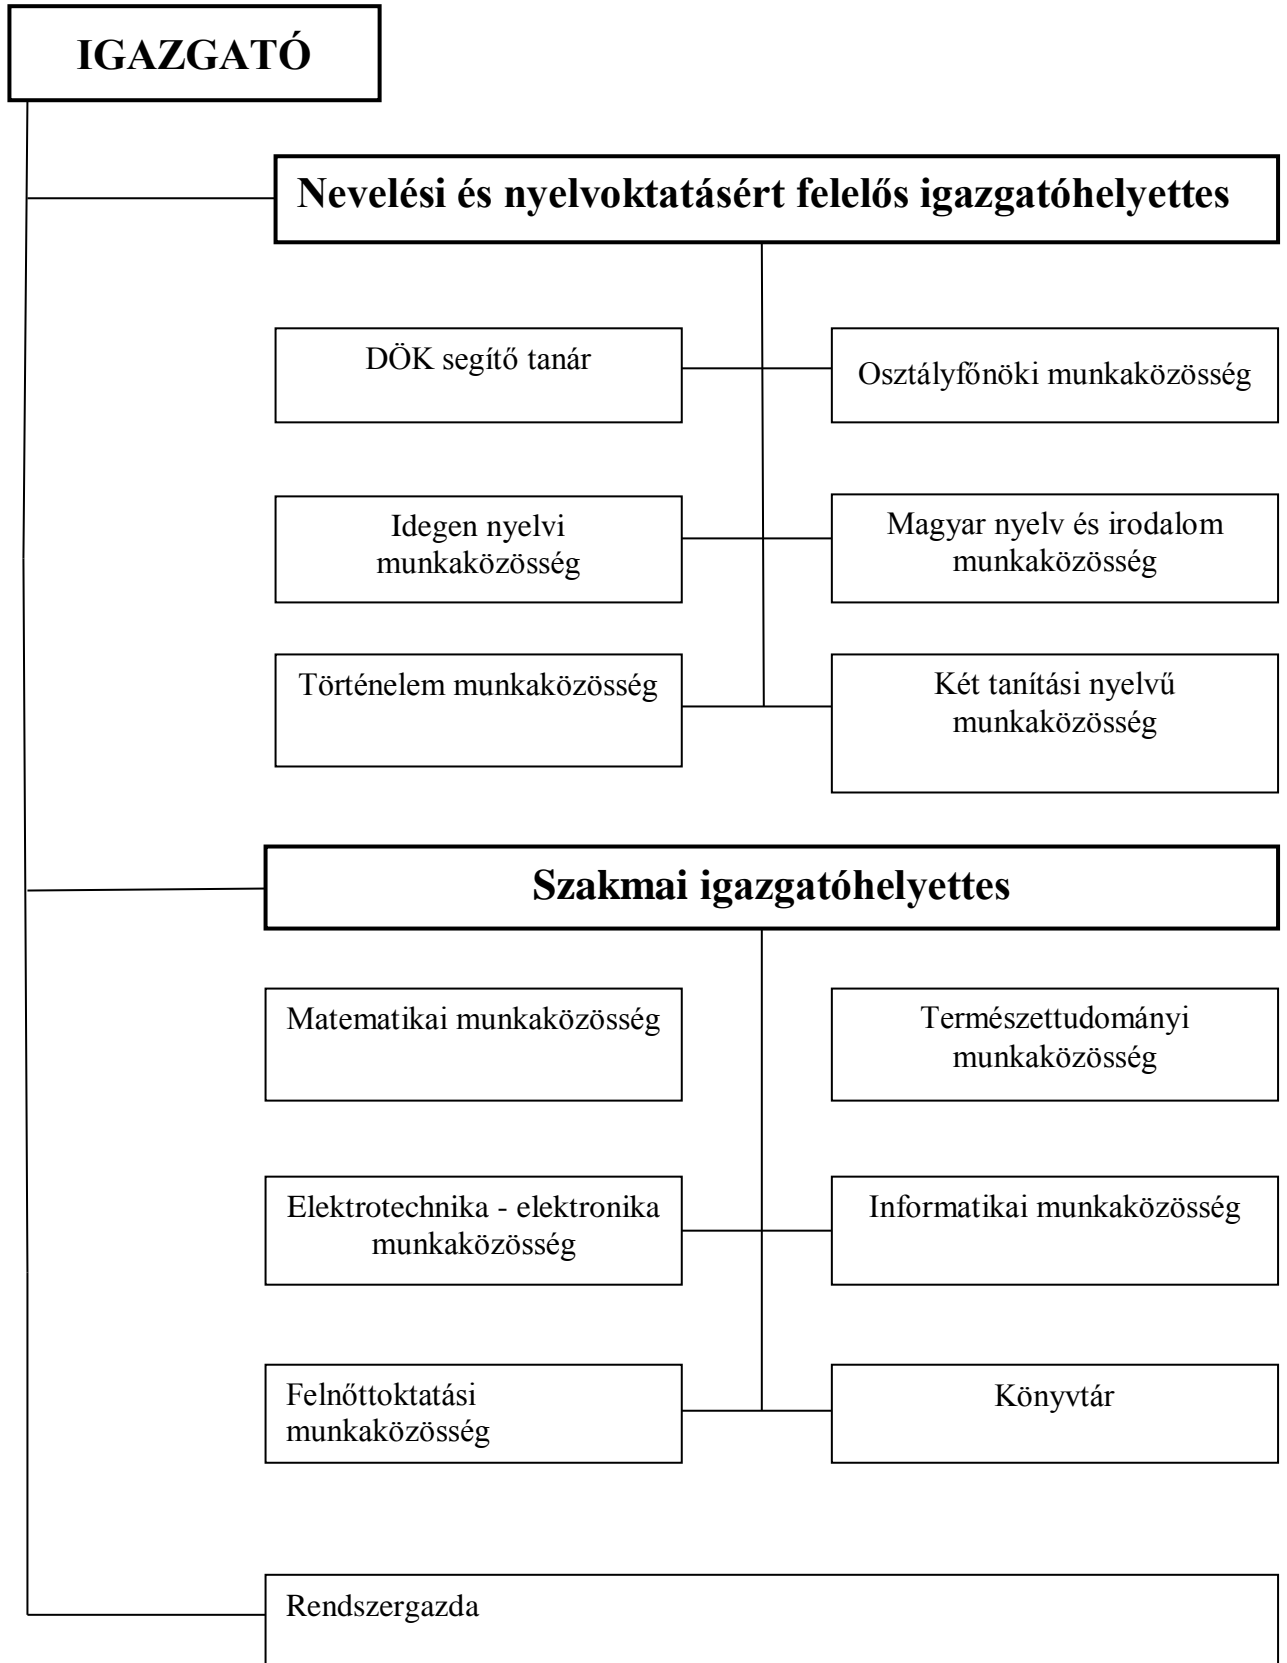 IGAZGATÓ
Nevelési és nyelvoktatásért felelős igazgatóhelyettes
DÖK segítő tanár
Osztályfőnöki munkaközösség
Idegen nyelvi
munkaközösség
Magyar nyelv és irodalom
munkaközösség
Történelem munkaközösség
Két tanítási nyelvű
munkaközösség
Szakmai igazgatóhelyettes
Matematikai munkaközösség
Természettudományi
munkaközösség
Elektrotechnika - elektronika
munkaközösség
Informatikai munkaközösség
Felnőttoktatási
munkaközösség
Könyvtár
Rendszergazda